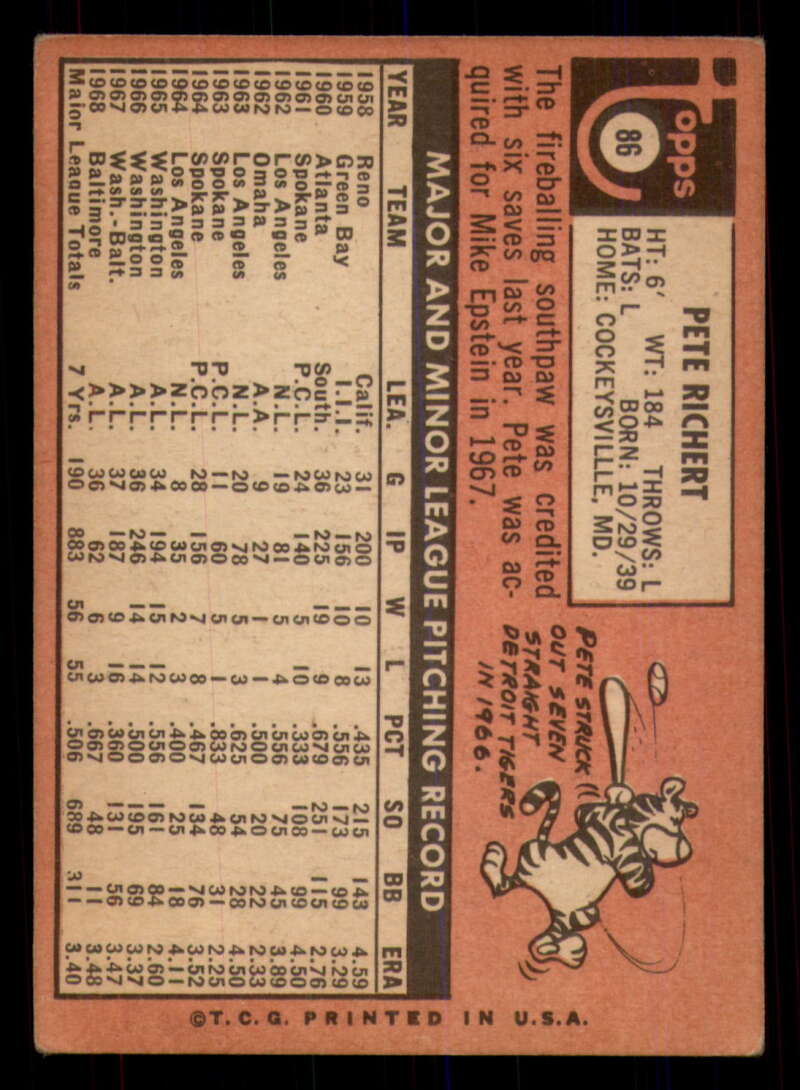 Topps
86
PETE RICHERT
HT: 6' WT: 184 THROWS: L
BATS: L BORN: 10/29/39
HOME: COCKEYSVILLE, MD.
The fireballing southpaw was credited
with six saves last year. Pete was ac-
quired for Mike Epstein in 1967.
PETE STRUCK
OUT SEVEN
STRAIGHT
DETROIT TIGERS
IN 1966.
MAJOR AND MINOR LEAGUE PITCHING RECORD
YEAR TEAM LEA. G IP W L PCT SO BB ERA
1958 Reno Calif. 31 200 10 13 .435 215 143 4.59
1959 Green Bay I.I.I. 23 156 10 8 .556 173 99 3.29
1960 Atlanta South. 36 225 19 9 .679 251 115 2.76
1961 Spokane P.C.L. 24 140 5 10 .333 108 99 4.50
1962 Los Angeles N.L. 19 81 5 4 .556 75 45 3.89
1962 Omaha A.A. 9 27 1 1 .500 20 22 2.33
1963 Los Angeles N.L. 20 78 5 3 .625 54 28 4.50
1963 Spokane P.C.L. 11 60 5 1 .833 48 31 2.25
1964 Spokane P.C.L. 28 156 7 8 .467 134 76 3.52
1964 Los Angeles N.L. 8 35 2 3 .400 25 18 4.11
1965 Washington A.L. 34 194 15 12 .556 161 84 2.60
1966 Washington A.L. 36 246 14 14 .500 195 69 3.37
1967 Wash.-Balt. A.L. 37 187 9 16 .360 131 56 3.47
1968 Baltimore A.L. 36 62 6 3 .667 48 11 3.48
Major League Totals 7 Yrs. 190 883 56 55 .506 689 311 3.40
©T.C.G. PRINTED IN U.S.A.